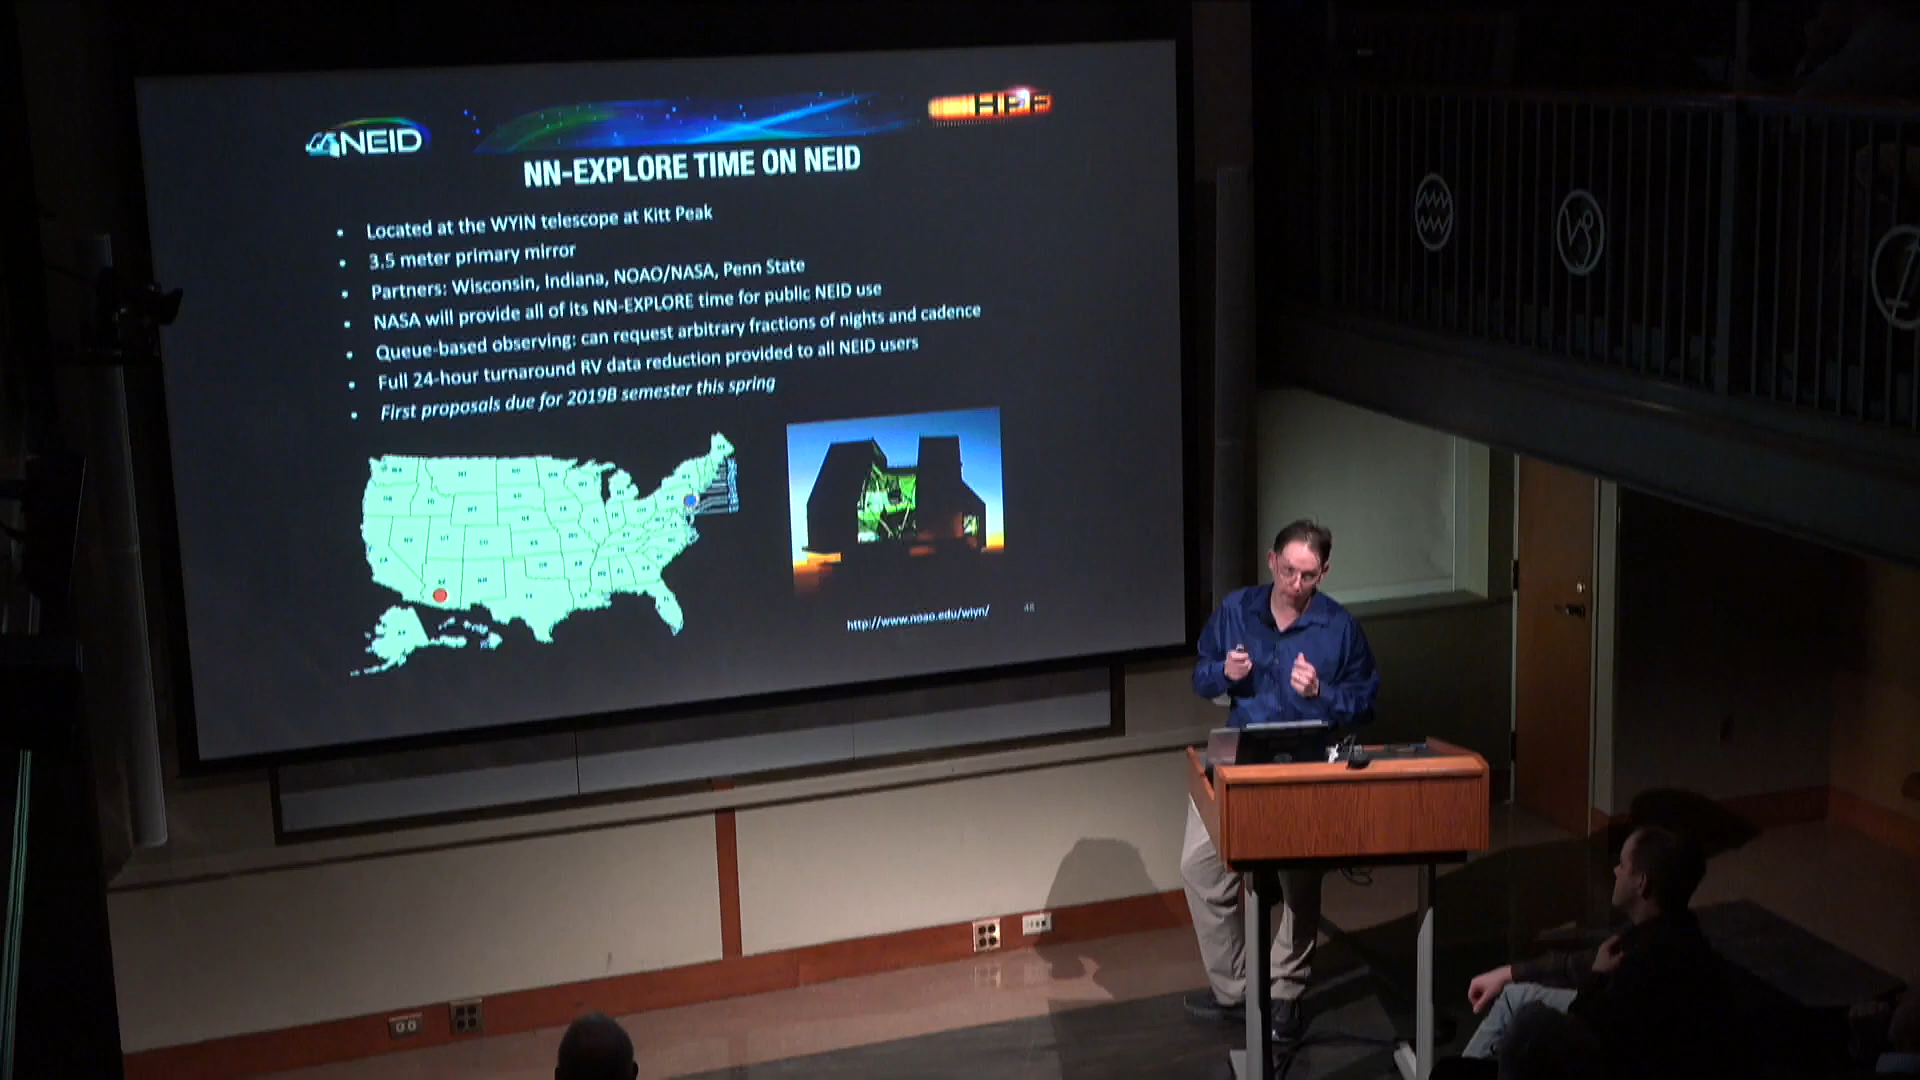 NEID
HPF
NN-EXPLORE TIME ON NEID
• Located at the WYIN telescope at Kitt Peak
• 3.5 meter primary mirror
• Partners: Wisconsin, Indiana, NOAO/NASA, Penn State
• NASA will provide all of its NN-EXPLORE time for public NEID use
• Queue-based observing: can request arbitrary fractions of nights and cadence
• Full 24-hour turnaround RV data reduction provided to all NEID users
• First proposals due for 2019B semester this spring
http://www.noao.edu/wiyn/
48